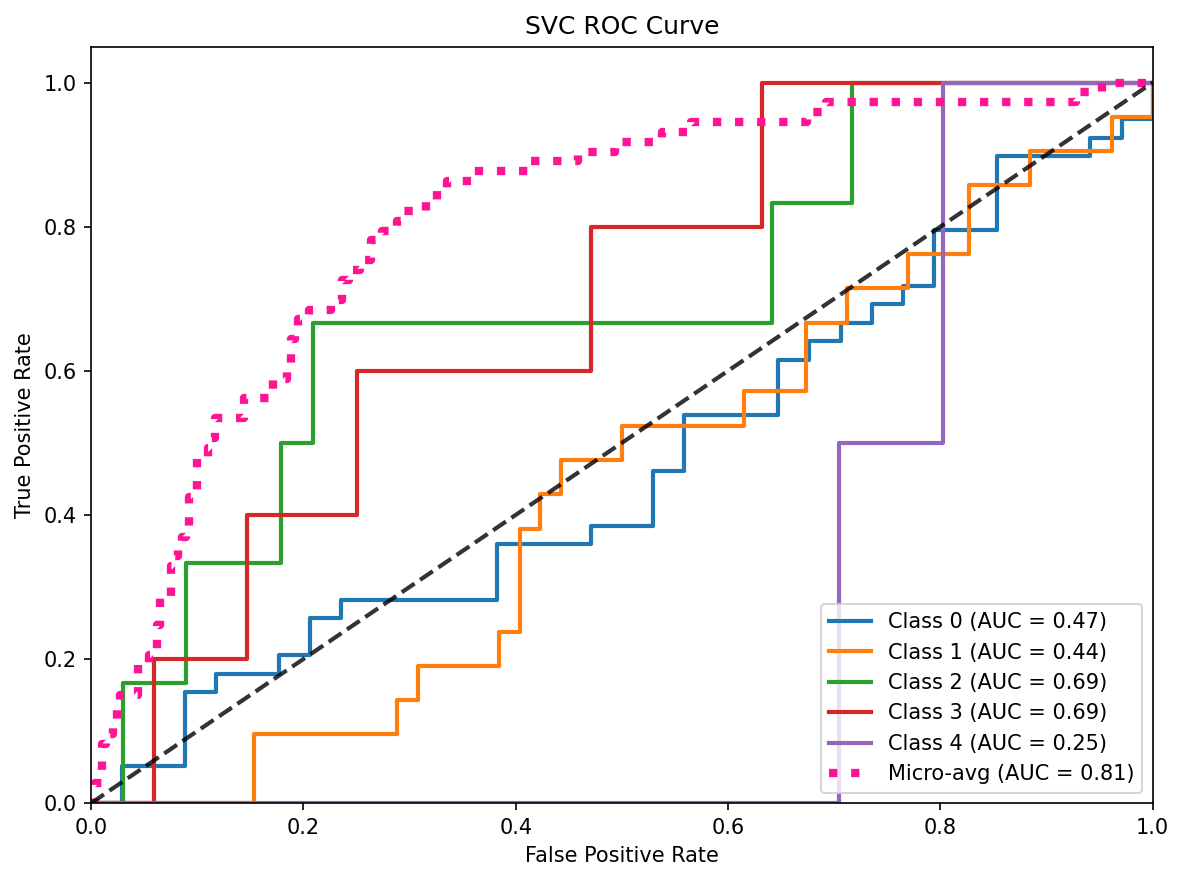 SVC ROC Curve
True Positive Rate
1.0
0.8
0.6
0.4
0.2
0.0
Class 0 (AUC = 0.47)
Class 1 (AUC = 0.44)
Class 2 (AUC = 0.69)
Class 3 (AUC = 0.69)
Class 4 (AUC = 0.25)
Micro-avg (AUC = 0.81)
0.0 0.2 0.4 0.6 0.8 1.0
False Positive Rate